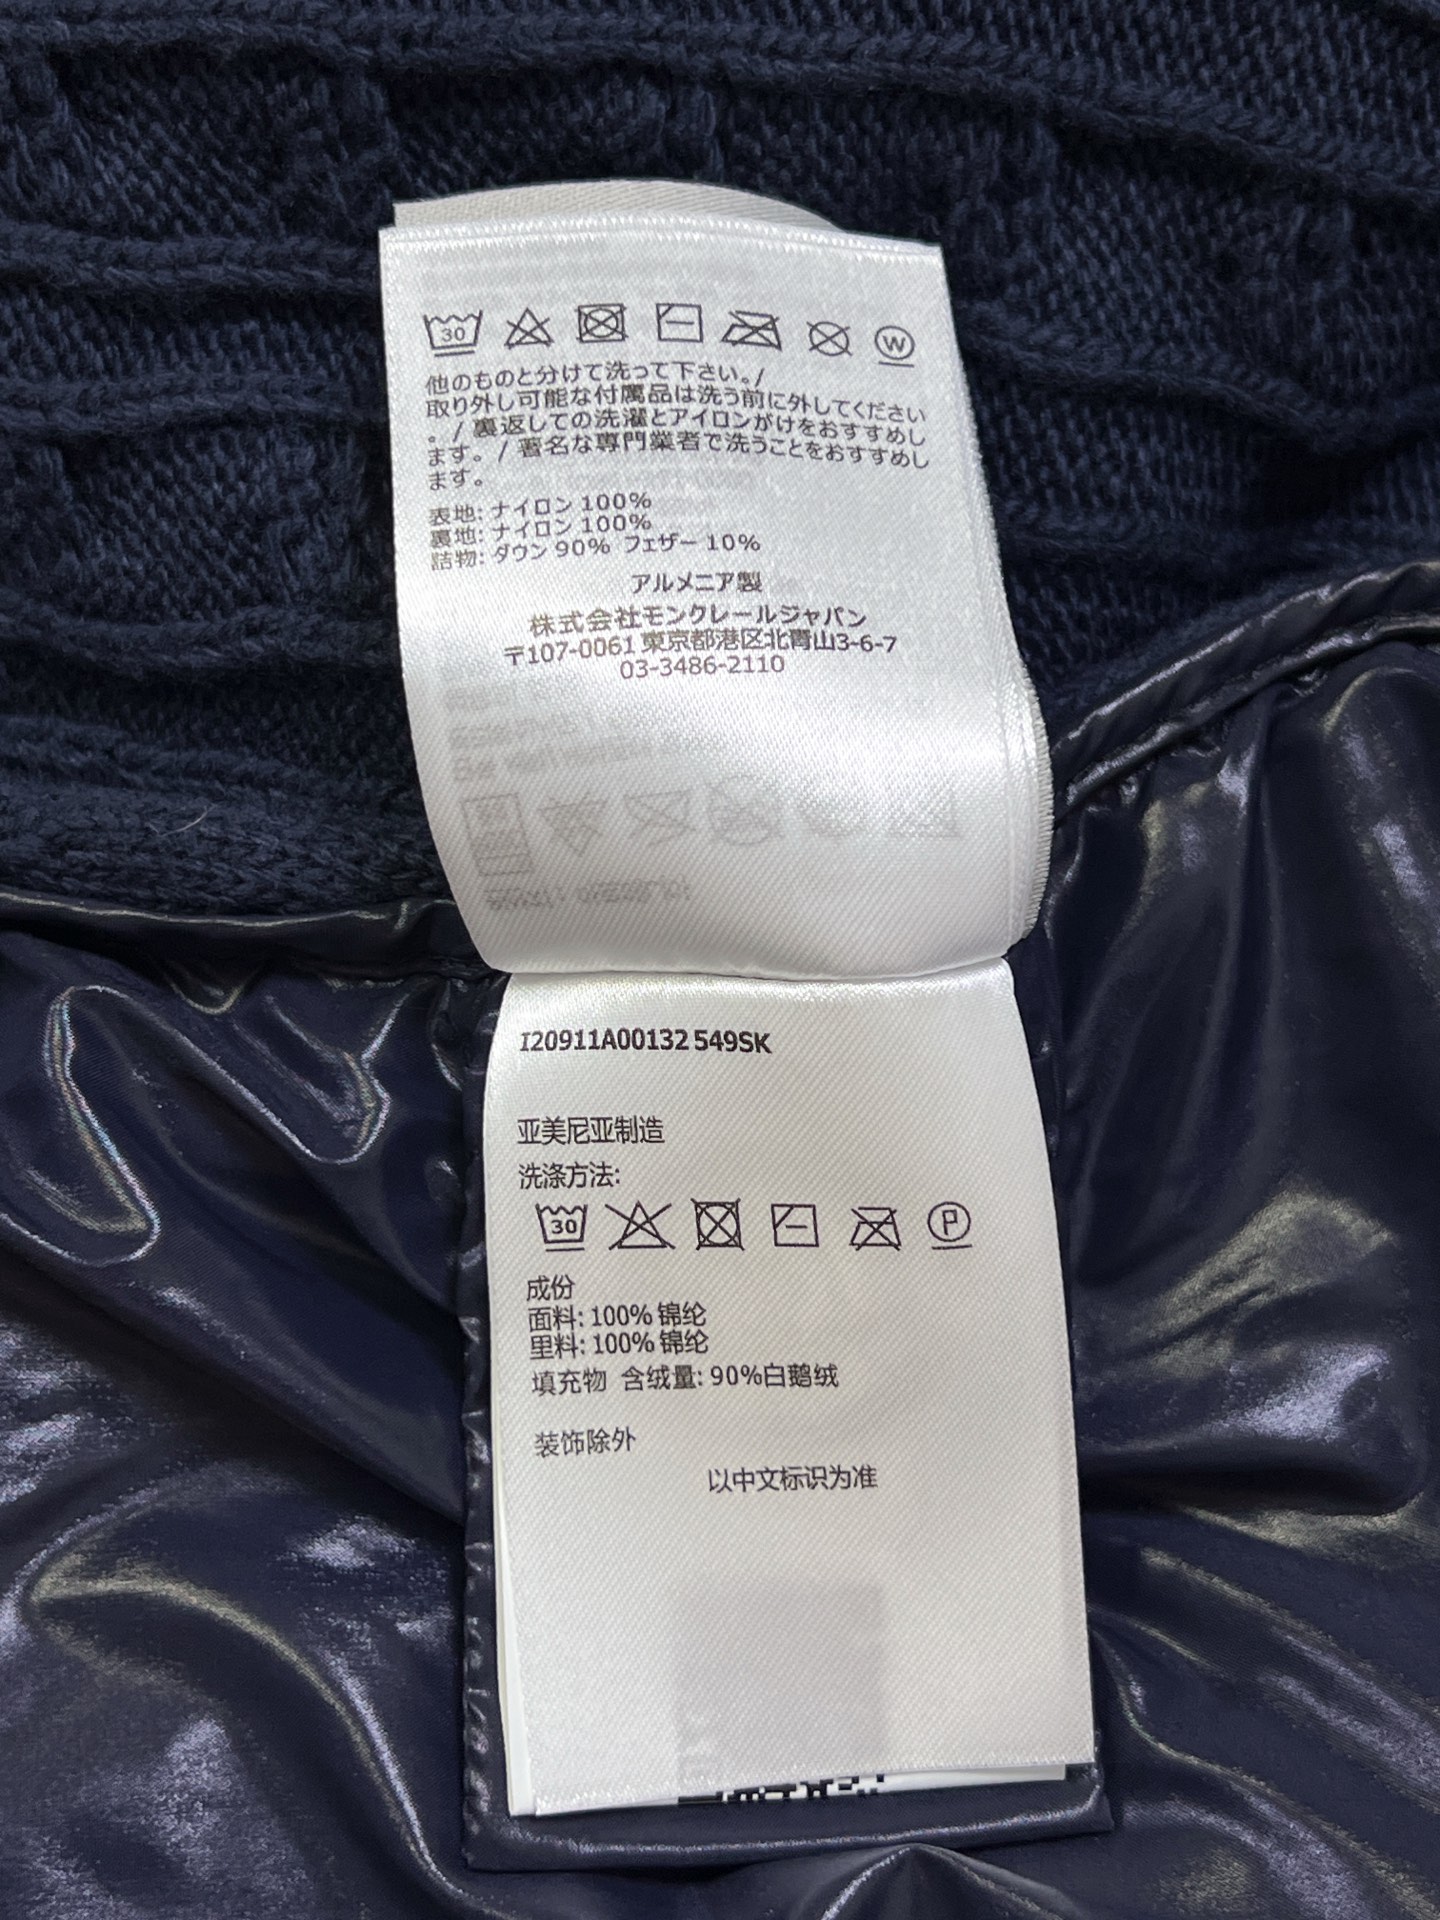 30
W
他のものと分けて洗って下さい。/
取り外し可能な付属品は洗う前に外してください
。/ 裏返しての洗濯とアイロンがけをおすすめし
ます。/ 著名な専門業者で洗うことをおすすめし
ます。
表地: ナイロン 100%
裏地: ナイロン 100%
詰物: ダウン 90% フェザー 10%
アルメニア製
株式会社モンクレールジャパン
〒107-0061 東京都港区北青山3-6-7
03-3486-2110
I20911A00132 549SK
亚美尼亚制造
洗涤方法:
30
P
成份
面料: 100% 锦纶
里料: 100% 锦纶
填充物 含绒量: 90%白鹅绒
装饰除外
以中文标识为准